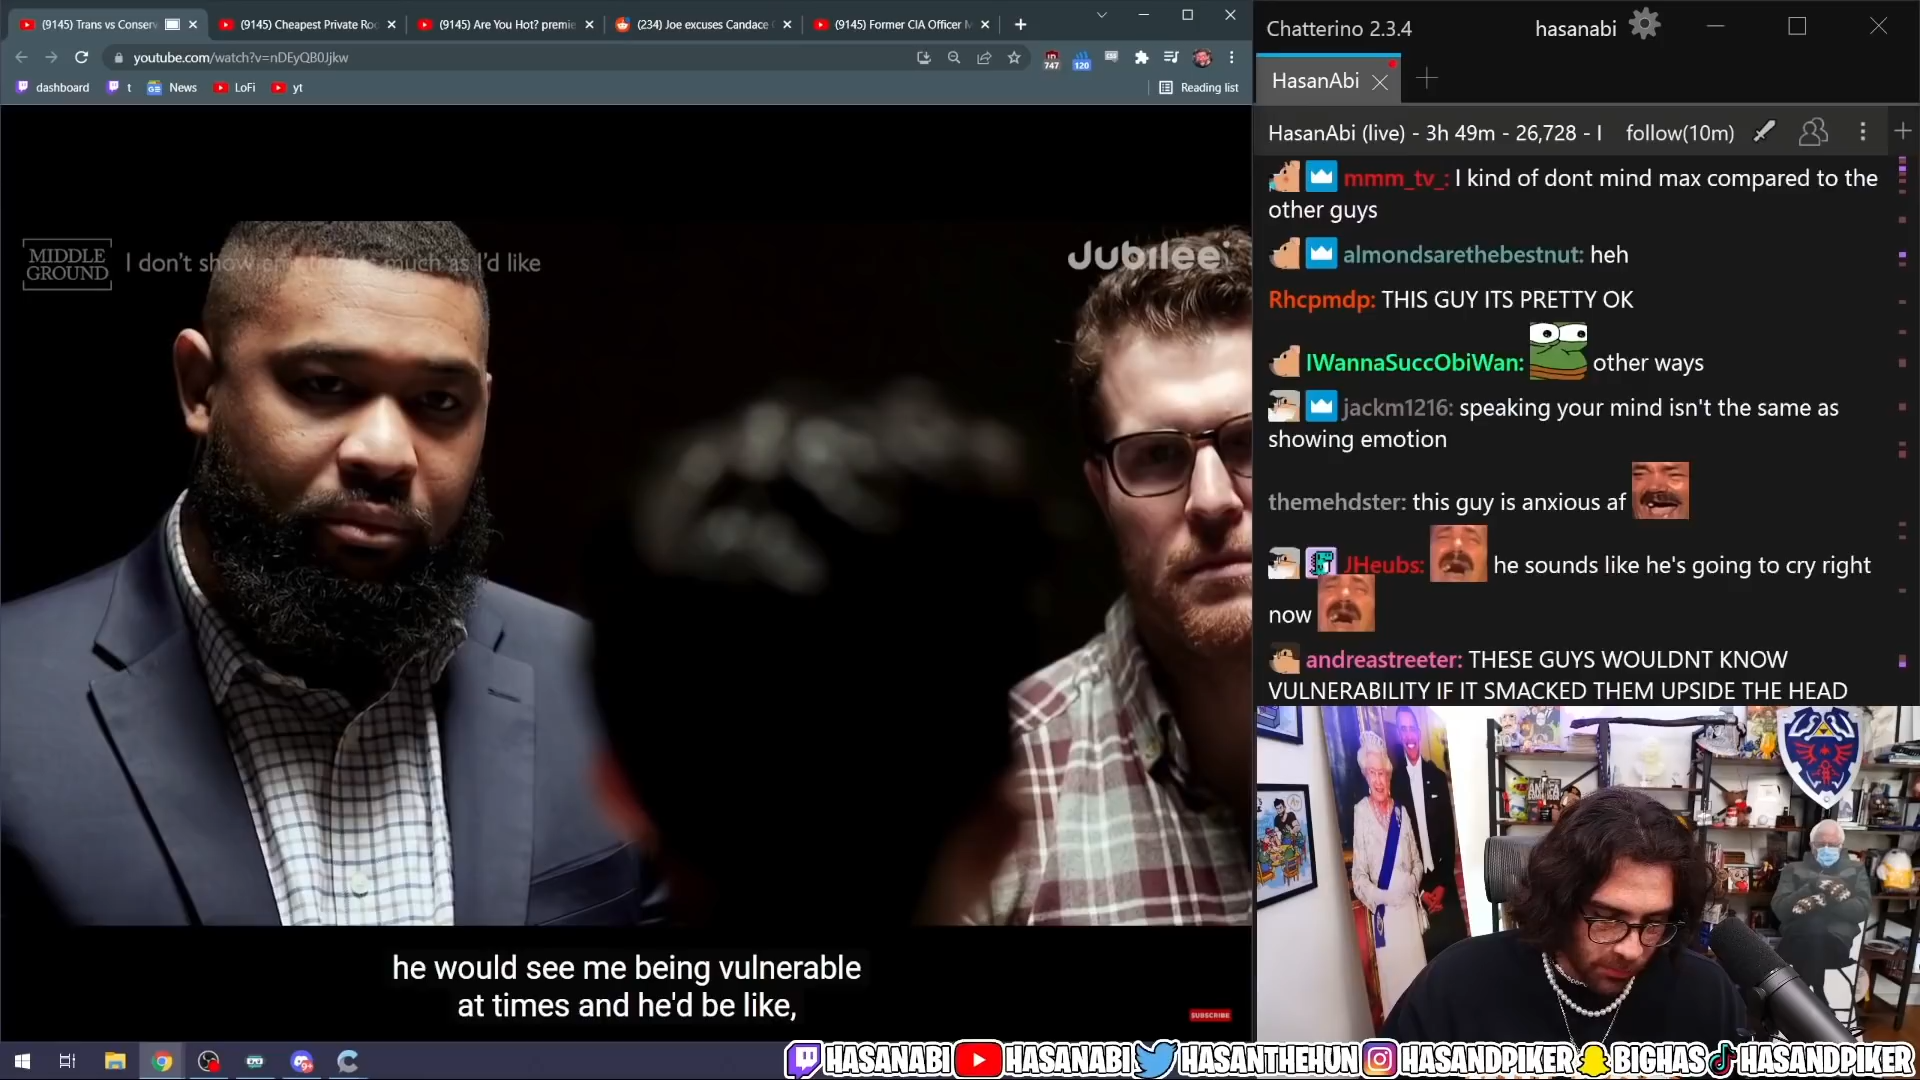 (9145) Trans vs Conserv
(9145) Cheapest Private Roo
(9145) Are You Hot? premie
(234) Joe excuses Candace
(9145) Former CIA Officer
youtube.com/watch?v=nDEyQB0Jjkw
747
120
dashboard
t
News
LoFi
yt
Reading list
MIDDLE
GROUND
I don't show emotion as much as I'd like
Jubilee
he would see me being vulnerable
at times and he'd be like,
SUBSCRIBE
Chatterino 2.3.4
hasanabi
HasanAbi
HasanAbi (live) - 3h 49m - 26,728 - I
follow(10m)
mmm_tv_: I kind of dont mind max compared to the
other guys
almondsarethebestnut: heh
Rhcpmdp: THIS GUY ITS PRETTY OK
IWannaSuccObiWan: other ways
jackm1216: speaking your mind isn't the same as
showing emotion
themehdster: this guy is anxious af
JHeubs: he sounds like he's going to cry right
now
andreastreeter: THESE GUYS WOULDNT KNOW
VULNERABILITY IF IT SMACKED THEM UPSIDE THE HEAD
HASANABI HASANABI HASANTHEHUN HASANDPIKER BIGHAS HASANDPIKER